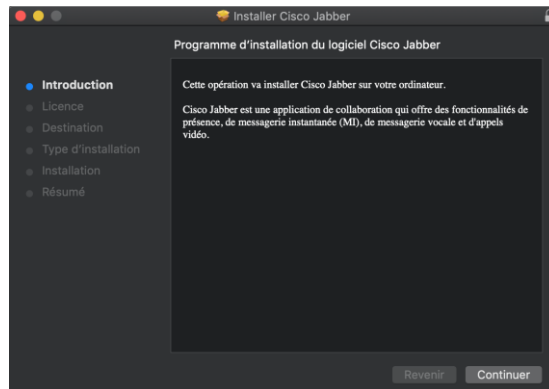 Installer Cisco Jabber
Programme d'installation du logiciel Cisco Jabber
Introduction
Licence
Destination
Type d'installation
Installation
Résumé
Cette opération va installer Cisco Jabber sur votre ordinateur.
Cisco Jabber est une application de collaboration qui offre des fonctionnalités de
présence, de messagerie instantanée (MI), de messagerie vocale et d'appels
vidéo.
Revenir
Continuer